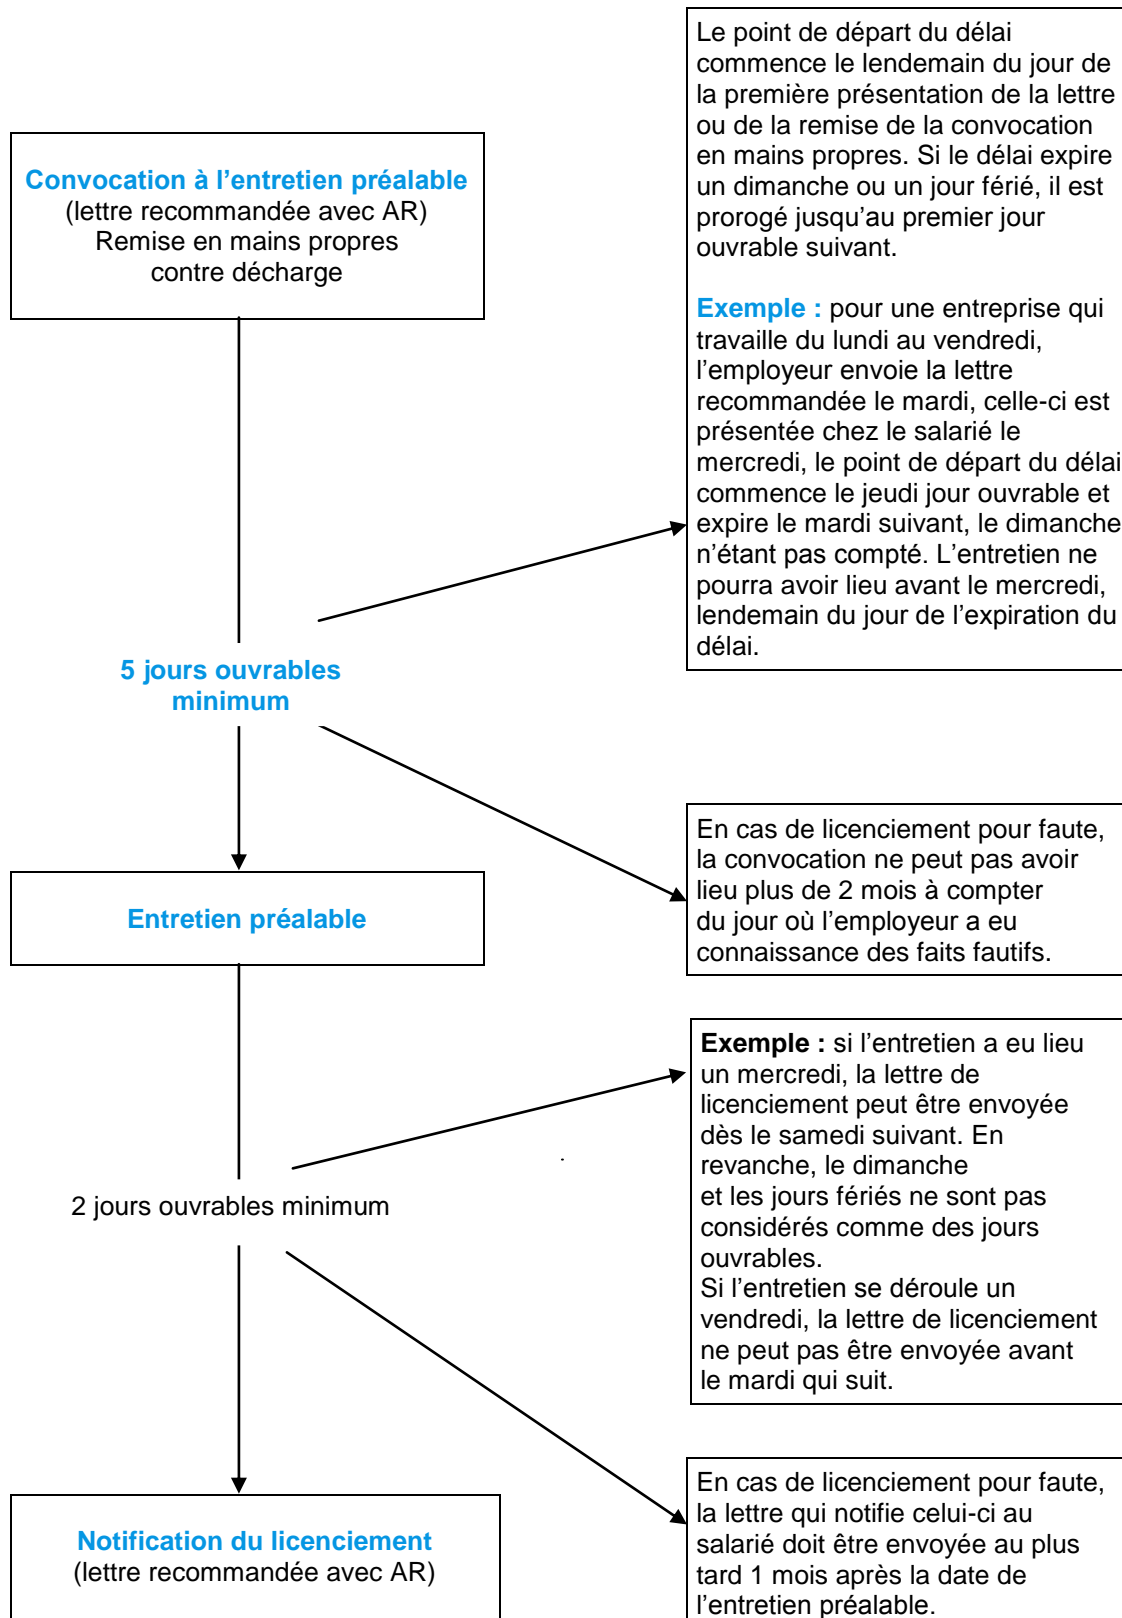 Convocation à l’entretien préalable
(lettre recommandée avec AR)
Remise en mains propres
contre décharge
Le point de départ du délai
commence le lendemain du jour de
la première présentation de la lettre
ou de la remise de la convocation
en mains propres. Si le délai expire
un dimanche ou un jour férié, il est
prorogé jusqu’au premier jour
ouvrable suivant.
Exemple : pour une entreprise qui
travaille du lundi au vendredi,
l’employeur envoie la lettre
recommandée le mardi, celle-ci est
présentée chez le salarié le
mercredi, le point de départ du délai
commence le jeudi jour ouvrable et
expire le mardi suivant, le dimanche
n’étant pas compté. L’entretien ne
pourra avoir lieu avant le mercredi,
lendemain du jour de l’expiration du
délai.
5 jours ouvrables
minimum
En cas de licenciement pour faute,
la convocation ne peut pas avoir
lieu plus de 2 mois à compter
du jour où l’employeur a eu
connaissance des faits fautifs.
Entretien préalable
Exemple : si l’entretien a eu lieu
un mercredi, la lettre de
licenciement peut être envoyée
dès le samedi suivant. En
revanche, le dimanche
et les jours fériés ne sont pas
considérés comme des jours
ouvrables.
Si l’entretien se déroule un
vendredi, la lettre de licenciement
ne peut pas être envoyée avant
le mardi qui suit.
2 jours ouvrables minimum
En cas de licenciement pour faute,
la lettre qui notifie celui-ci au
salarié doit être envoyée au plus
tard 1 mois après la date de
l’entretien préalable.
Notification du licenciement
(lettre recommandée avec AR)